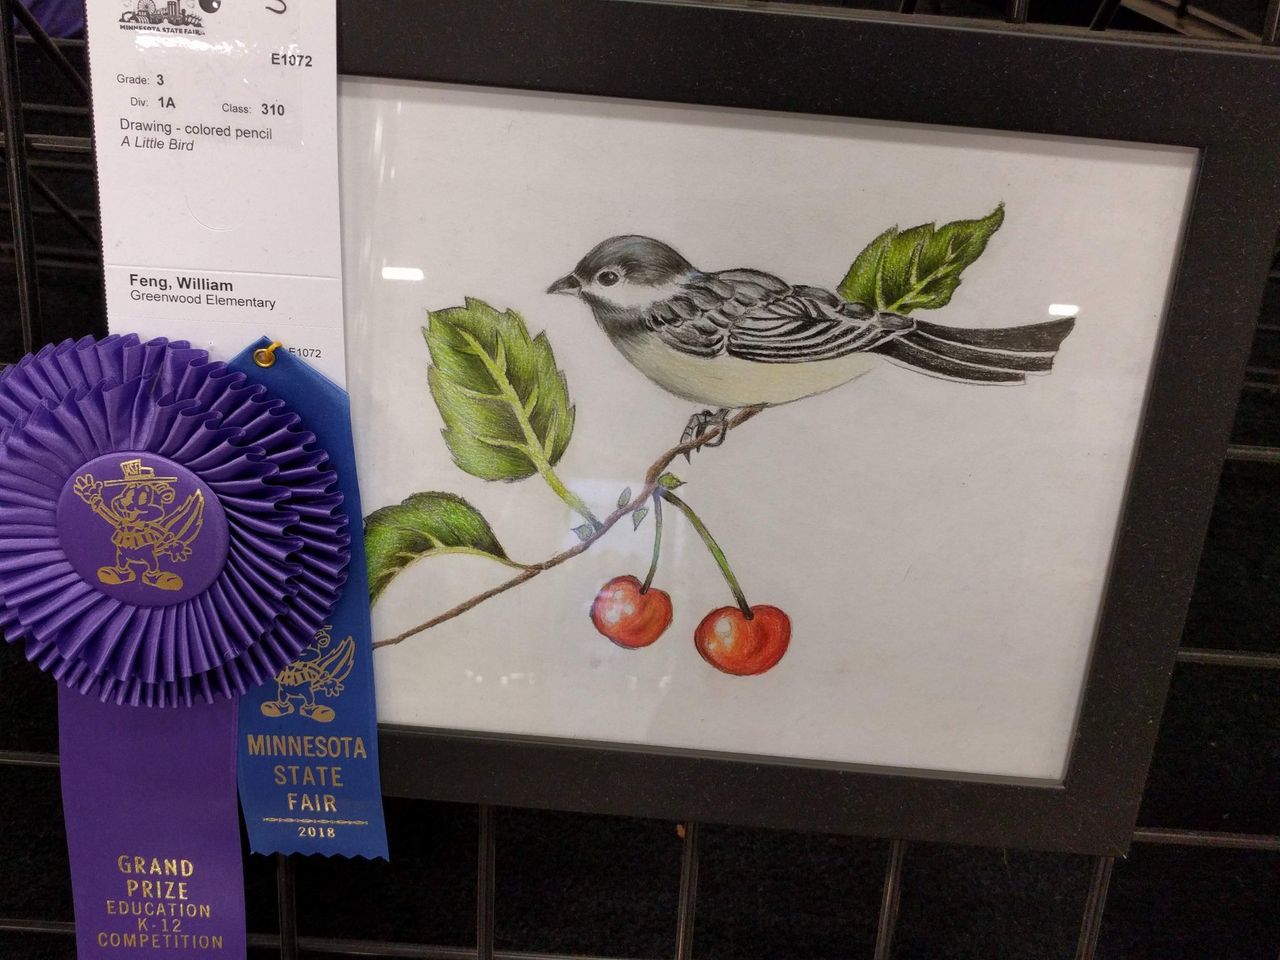 MINNESOTA STATE FAIR
E1072
Grade: 3
Div: 1A Class: 310
Drawing - colored pencil
A Little Bird
Feng, William
Greenwood Elementary
E1072
MSF
MINNESOTA
STATE
FAIR
2018
GRAND
PRIZE
EDUCATION
K-12
COMPETITION